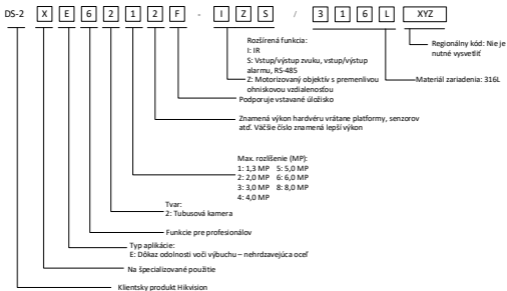 DS-2 X E 6 2 1 2 F - I Z S / 3 1 6 L XYZ
Rozšírená funkcia:
I: IR
S: Vstup/výstup zvuku, vstup/výstup
alarmu, RS-485
Z: Motorizovaný objektív s premenlivou
ohniskovou vzdialenosťou
Regionálny kód: Nie je
nutné vysvetliť
Materiál zariadenia: 316L
Podporuje vstavané úložisko
Znamená výkon hardvéru vrátane platformy, senzorov
atď. Väčšie číslo znamená lepší výkon
Max. rozlíšenie (MP):
1: 1,3 MP 5: 5,0 MP
2: 2,0 MP 6: 6,0 MP
3: 3,0 MP 8: 8,0 MP
4: 4,0 MP
Tvar:
2: Tubusová kamera
Funkcie pre profesionálov
Typ aplikácie:
E: Dôkaz odolnosti voči výbuchu – nehrdzavejúca oceľ
Na špecializované použitie
Klientsky produkt Hikvision